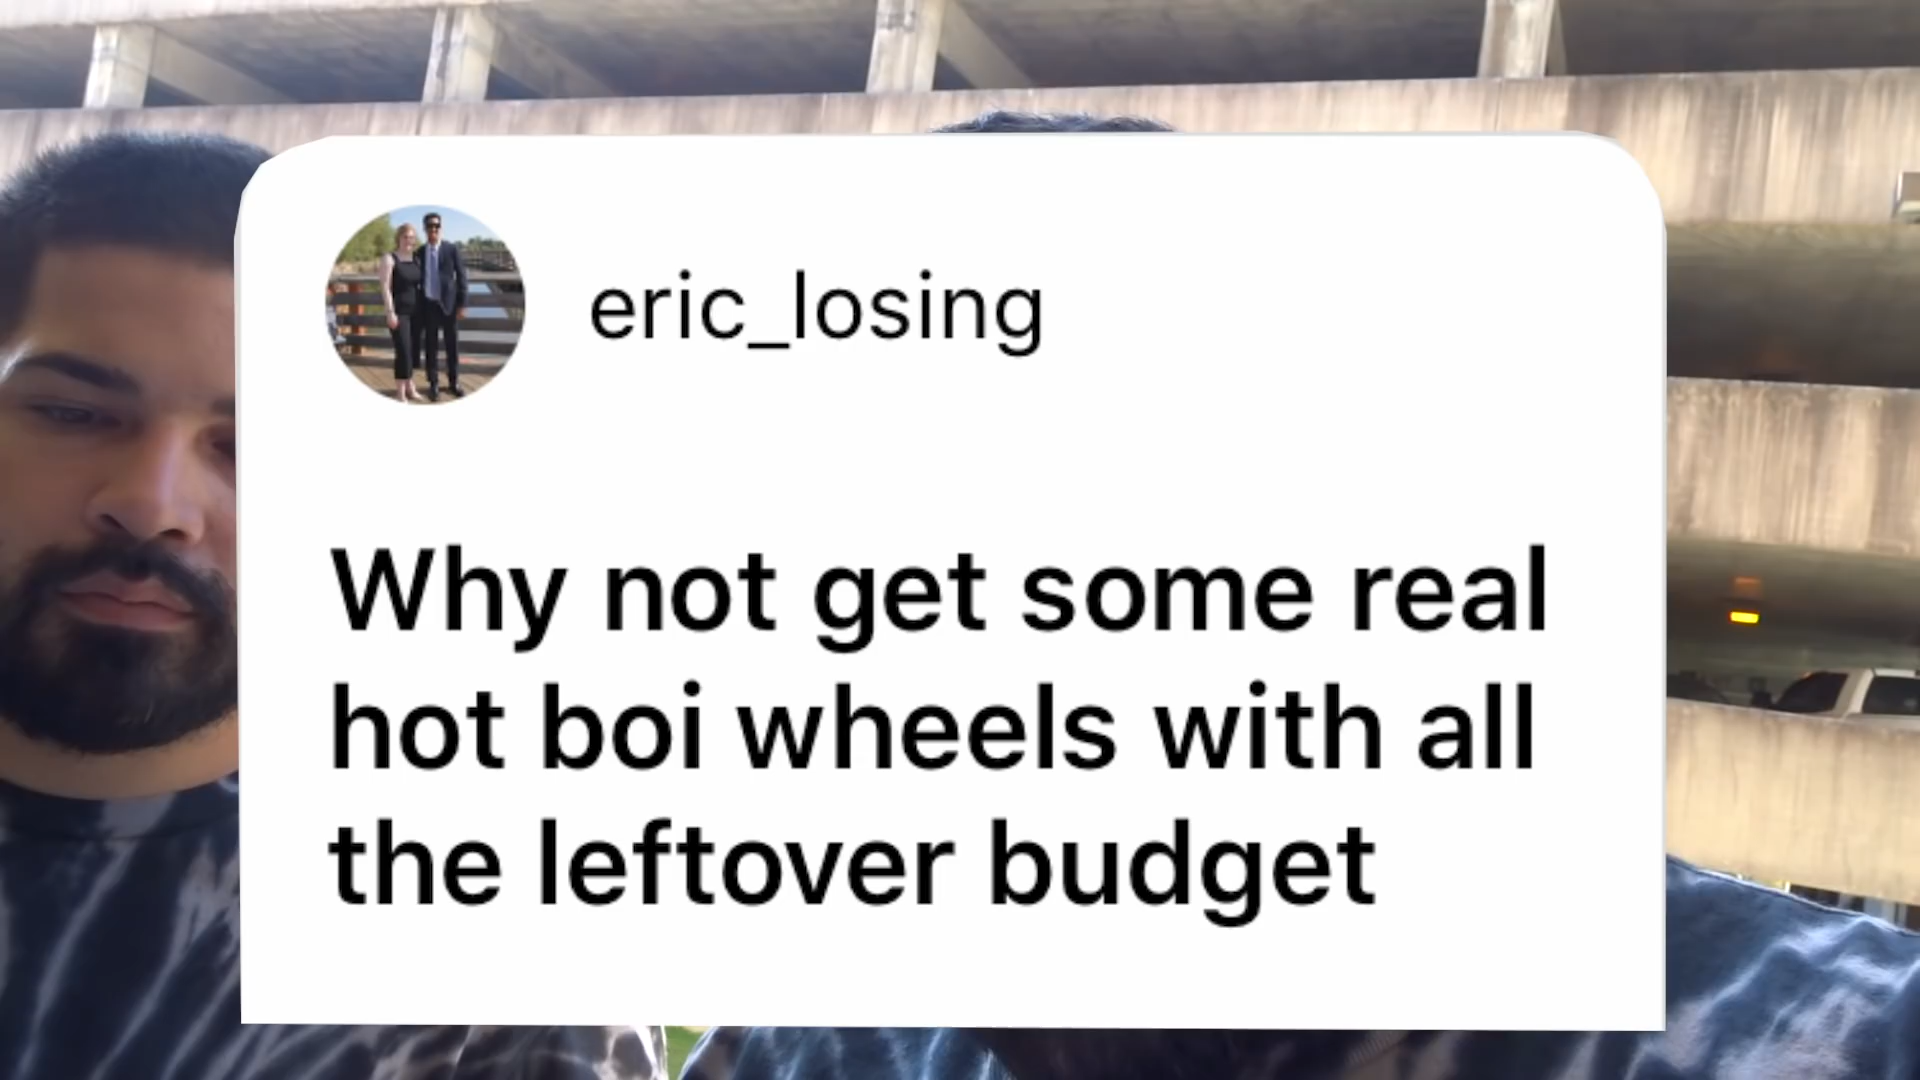 eric_losing
Why not get some real
hot boi wheels with all
the leftover budget